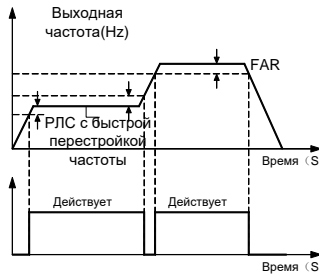 Выходная
частота(Hz)
FAR
РЛС с быстрой
перестройкой
частоты
Время (S
Действует
Действует
Время (S